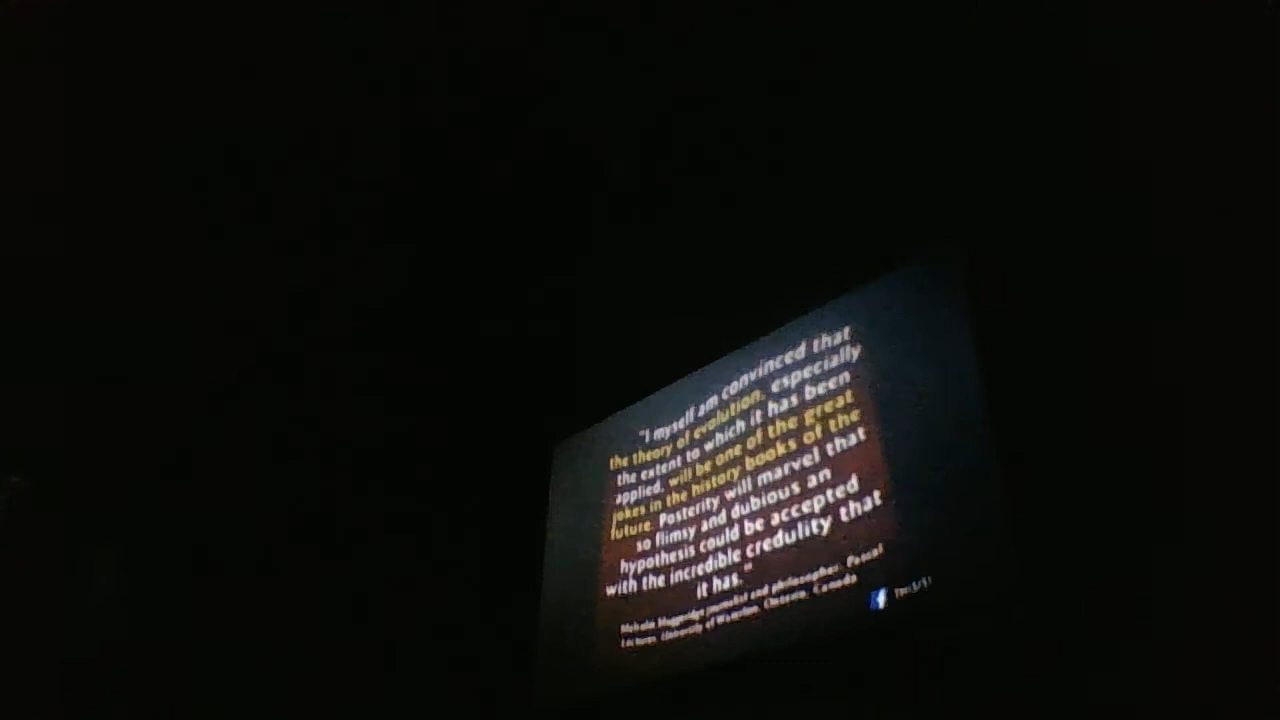 "I myself am convinced that
the theory of evolution, especially
the extent to which it has been
applied, will be one of the great
jokes in the history books of the
future. Posterity will marvel that
so flimsy and dubious an
hypothesis could be accepted
with the incredible credulity that
it has."
Malcolm Muggeridge journalist and philosopher, Pascal
Lectures, University of Waterloo, Ontario, Canada
f